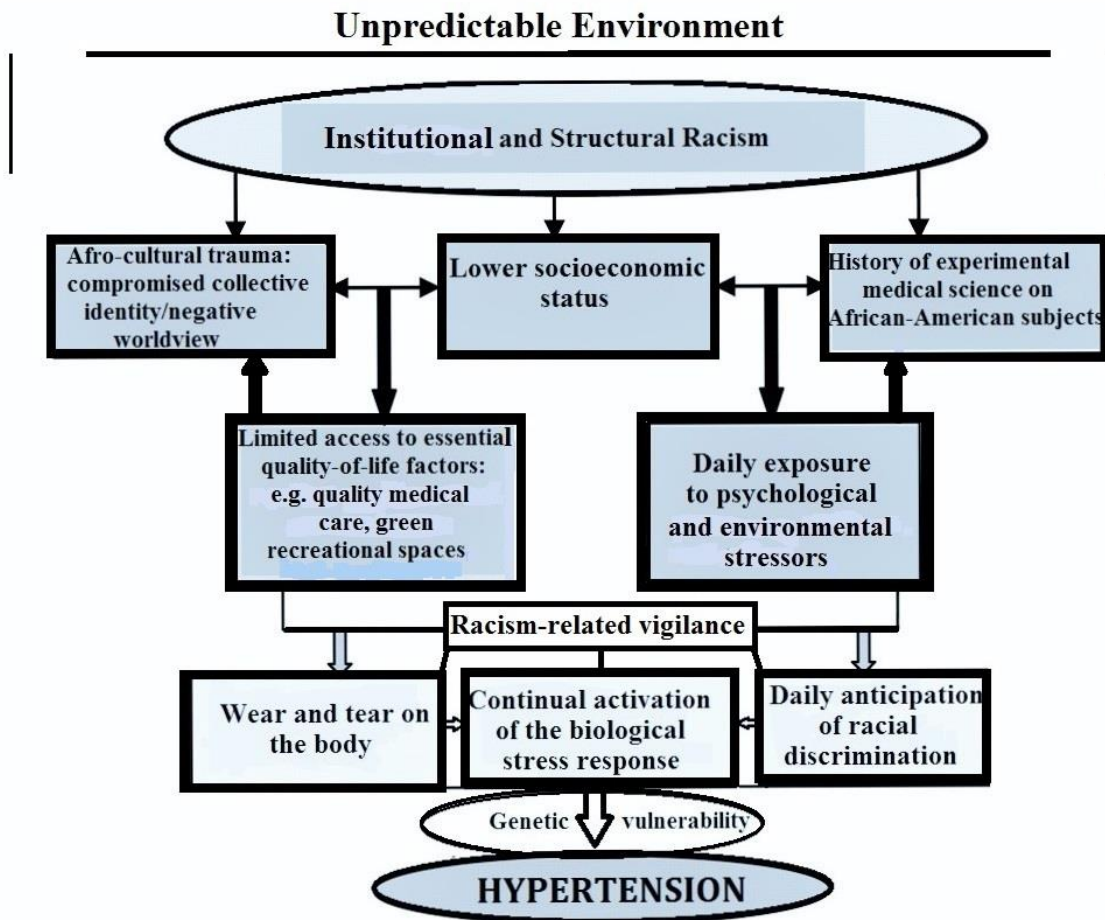 Unpredictable Environment
Institutional and Structural Racism
Afro-cultural trauma:
compromised collective
identity/negative
worldview
Lower socioeconomic
status
History of experimental
medical science on
African-American subjects
Limited access to essential
quality-of-life factors:
e.g. quality medical
care, green
recreational spaces
Daily exposure
to psychological
and environmental
stressors
Racism-related vigilance
Wear and tear on
the body
Continual activation
of the biological
stress response
Daily anticipation
of racial
discrimination
Genetic vulnerability
HYPERTENSION